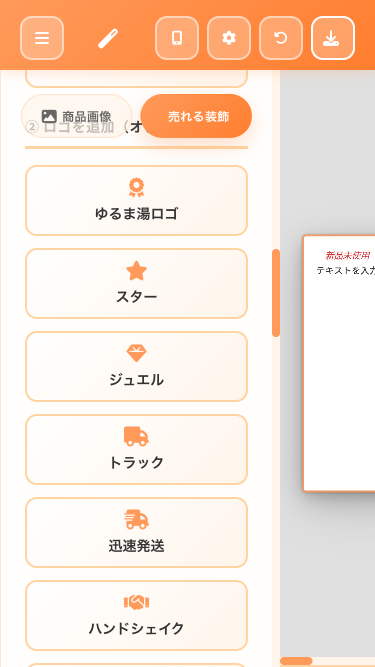 商品画像
売れる装飾
② ロゴを追加（オ
ゆるま湯ロゴ
スター
ジュエル
トラック
迅速発送
ハンドシェイク
新品未使用
テキストを入力